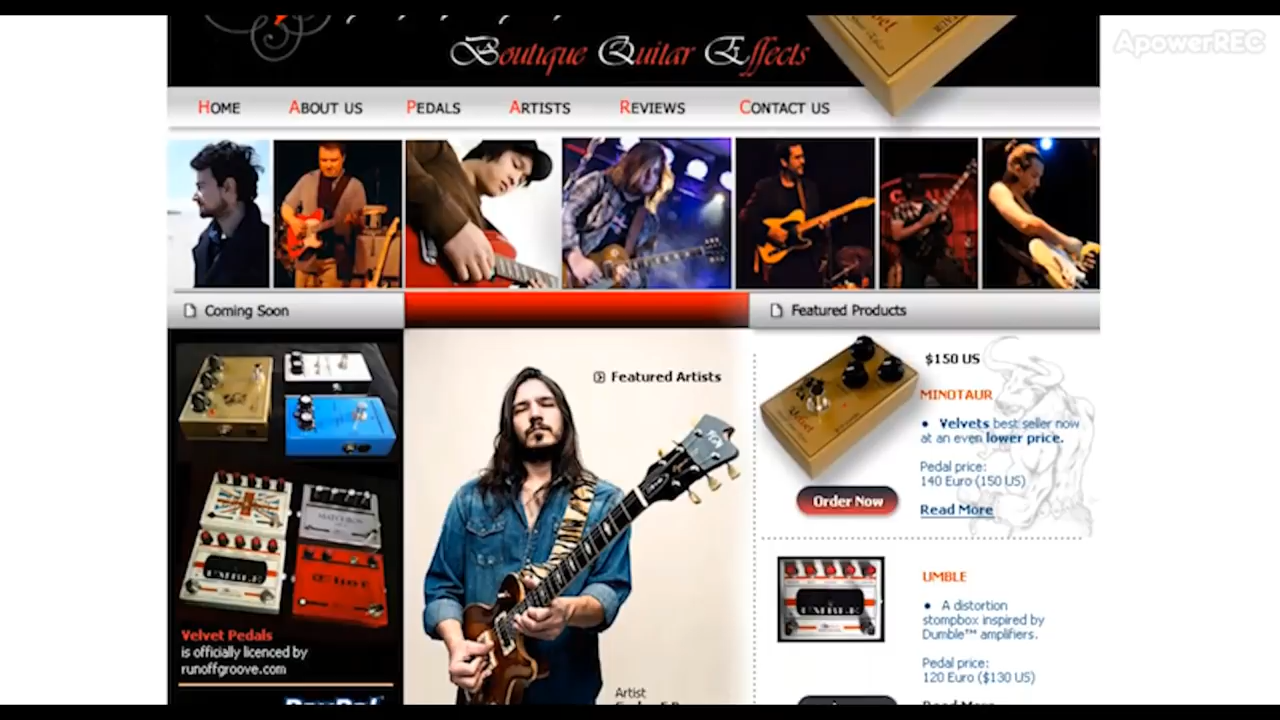 ApowerREC
Boutique Guitar Effects
HOME ABOUT US PEDALS ARTISTS REVIEWS CONTACT US
Coming Soon
Featured Products
Featured Artists
$150 US
MINOTAUR
• Velvets best seller now
at an even lower price.
Pedal price:
140 Euro (150 US)
Order Now
Read More
UMBLE
• A distortion
stompbox inspired by
Dumble™ amplifiers.
Pedal price:
120 Euro ($130 US)
Read More
Velvet Pedals
is officially licenced by
runoffgroove.com
PayPal
Artist